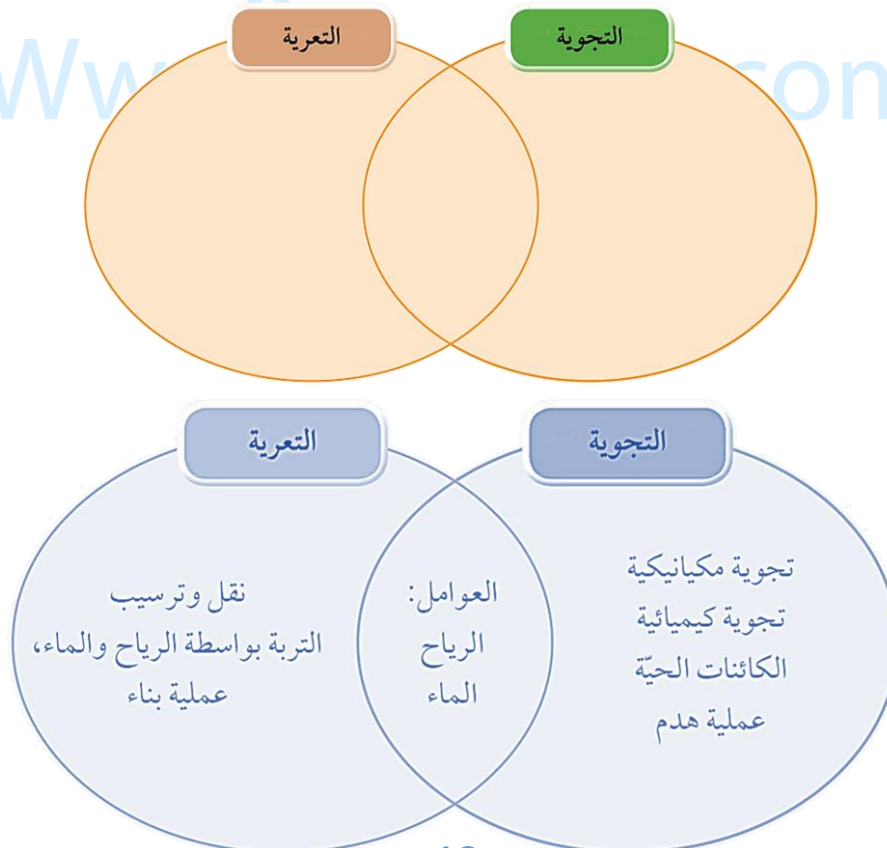 التجوية
التعرية
التجوية
التعرية
تجوية مكيانيكية
تجوية كيميائية
الكائنات الحيّة
عملية هدم
العوامل:
الرياح
الماء
نقل وترسيب
التربة بواسطة الرياح والماء،
عملية بناء